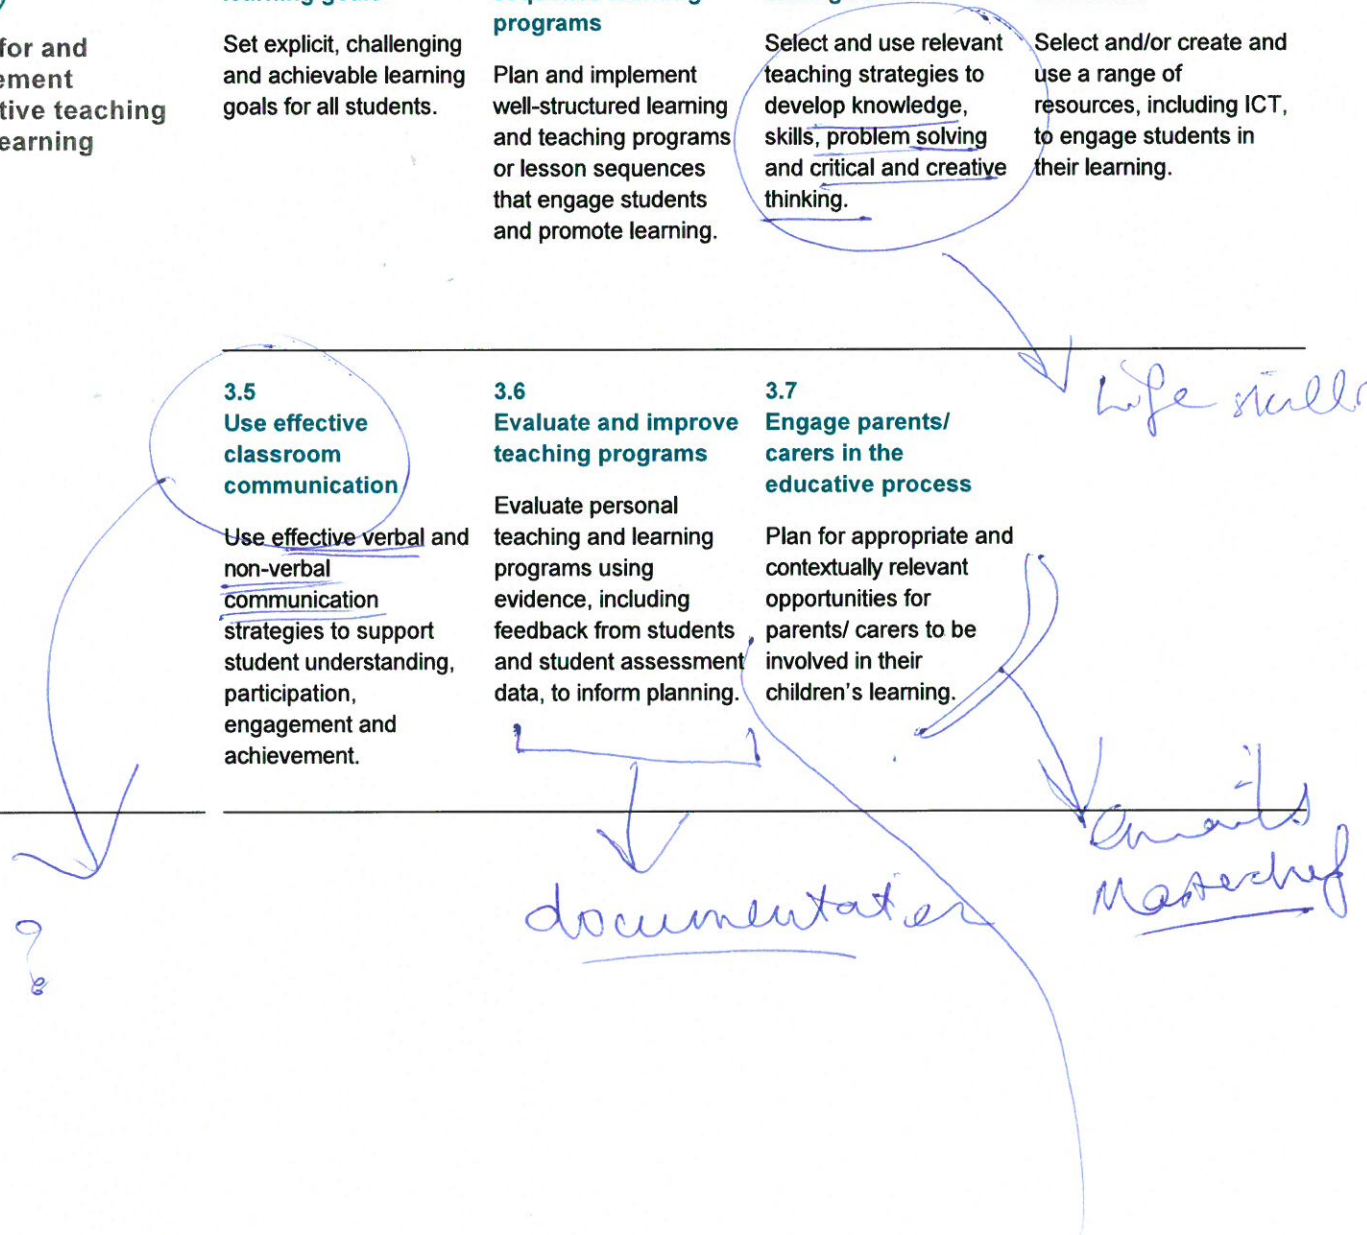 for and
ement
tive teaching
earning
programs
Set explicit, challenging
and achievable learning
goals for all students.
Plan and implement
well-structured learning
and teaching programs
or lesson sequences
that engage students
and promote learning.
Select and use relevant
teaching strategies to
develop knowledge,
skills, problem solving
and critical and creative
thinking.
Select and/or create and
use a range of
resources, including ICT,
to engage students in
their learning.
Life skills
3.5
Use effective
classroom
communication
Use effective verbal and
non-verbal
communication
strategies to support
student understanding,
participation,
engagement and
achievement.
3.6
Evaluate and improve
teaching programs
Evaluate personal
teaching and learning
programs using
evidence, including
feedback from students
and student assessment
data, to inform planning.
3.7
Engage parents/
carers in the
educative process
Plan for appropriate and
contextually relevant
opportunities for
parents/ carers to be
involved in their
children's learning.
?
documentation
emails
Masterchef